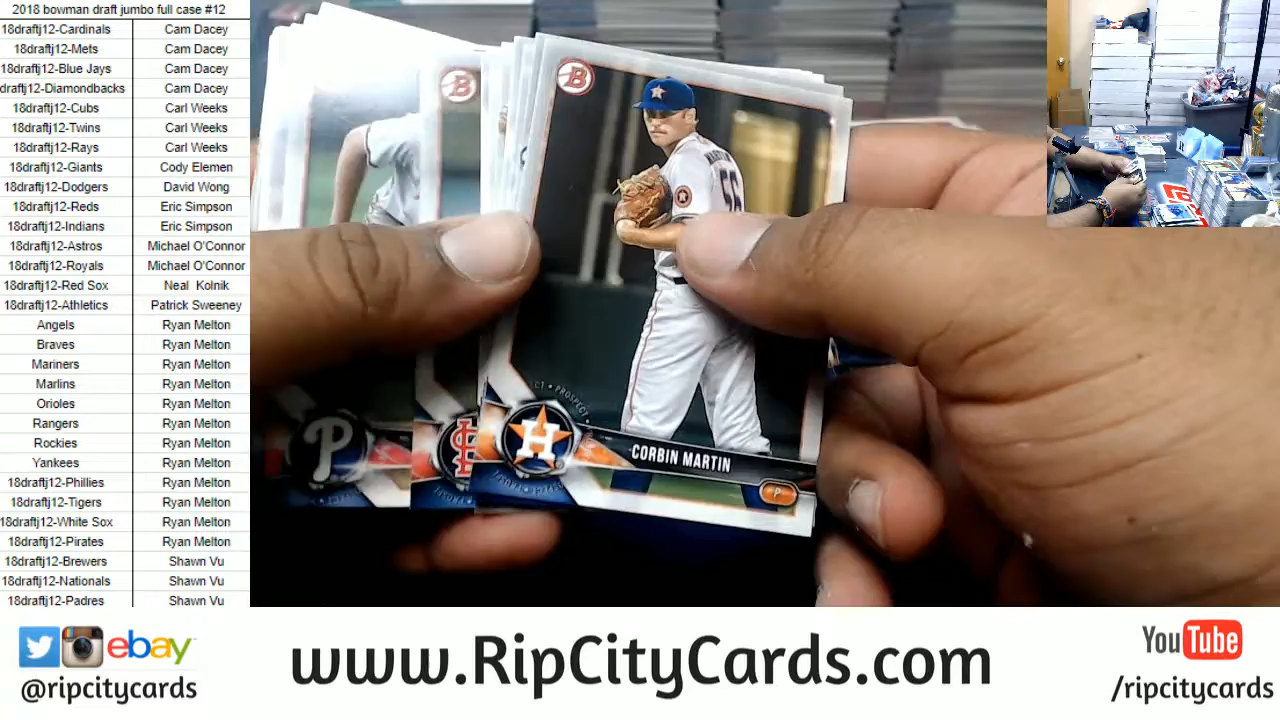 2018 bowman draft jumbo full case #12
18draftj12-Cardinals Cam Dacey
18draftj12-Mets Cam Dacey
18draftj12-Blue Jays Cam Dacey
draftj12-Diamondbacks Cam Dacey
18draftj12-Cubs Carl Weeks
18draftj12-Twins Carl Weeks
18draftj12-Rays Carl Weeks
18draftj12-Giants Cody Elemen
18draftj12-Dodgers David Wong
18draftj12-Reds Eric Simpson
18draftj12-Indians Eric Simpson
18draftj12-Astros Michael O'Connor
18draftj12-Royals Michael O'Connor
18draftj12-Red Sox Neal Kolnik
18draftj12-Athletics Patrick Sweeney
Angels Ryan Melton
Braves Ryan Melton
Mariners Ryan Melton
Marlins Ryan Melton
Orioles Ryan Melton
Rangers Ryan Melton
Rockies Ryan Melton
Yankees Ryan Melton
18draftj12-Phillies Ryan Melton
18draftj12-Tigers Ryan Melton
18draftj12-White Sox Ryan Melton
18draftj12-Pirates Ryan Melton
18draftj12-Brewers Shawn Vu
18draftj12-Nationals Shawn Vu
18draftj12-Padres Shawn Vu
B
B
56
P
H
PROSPECT
CORBIN MARTIN
P
ebay
@ripcitycards
www.RipCityCards.com
YouTube
/ripcitycards